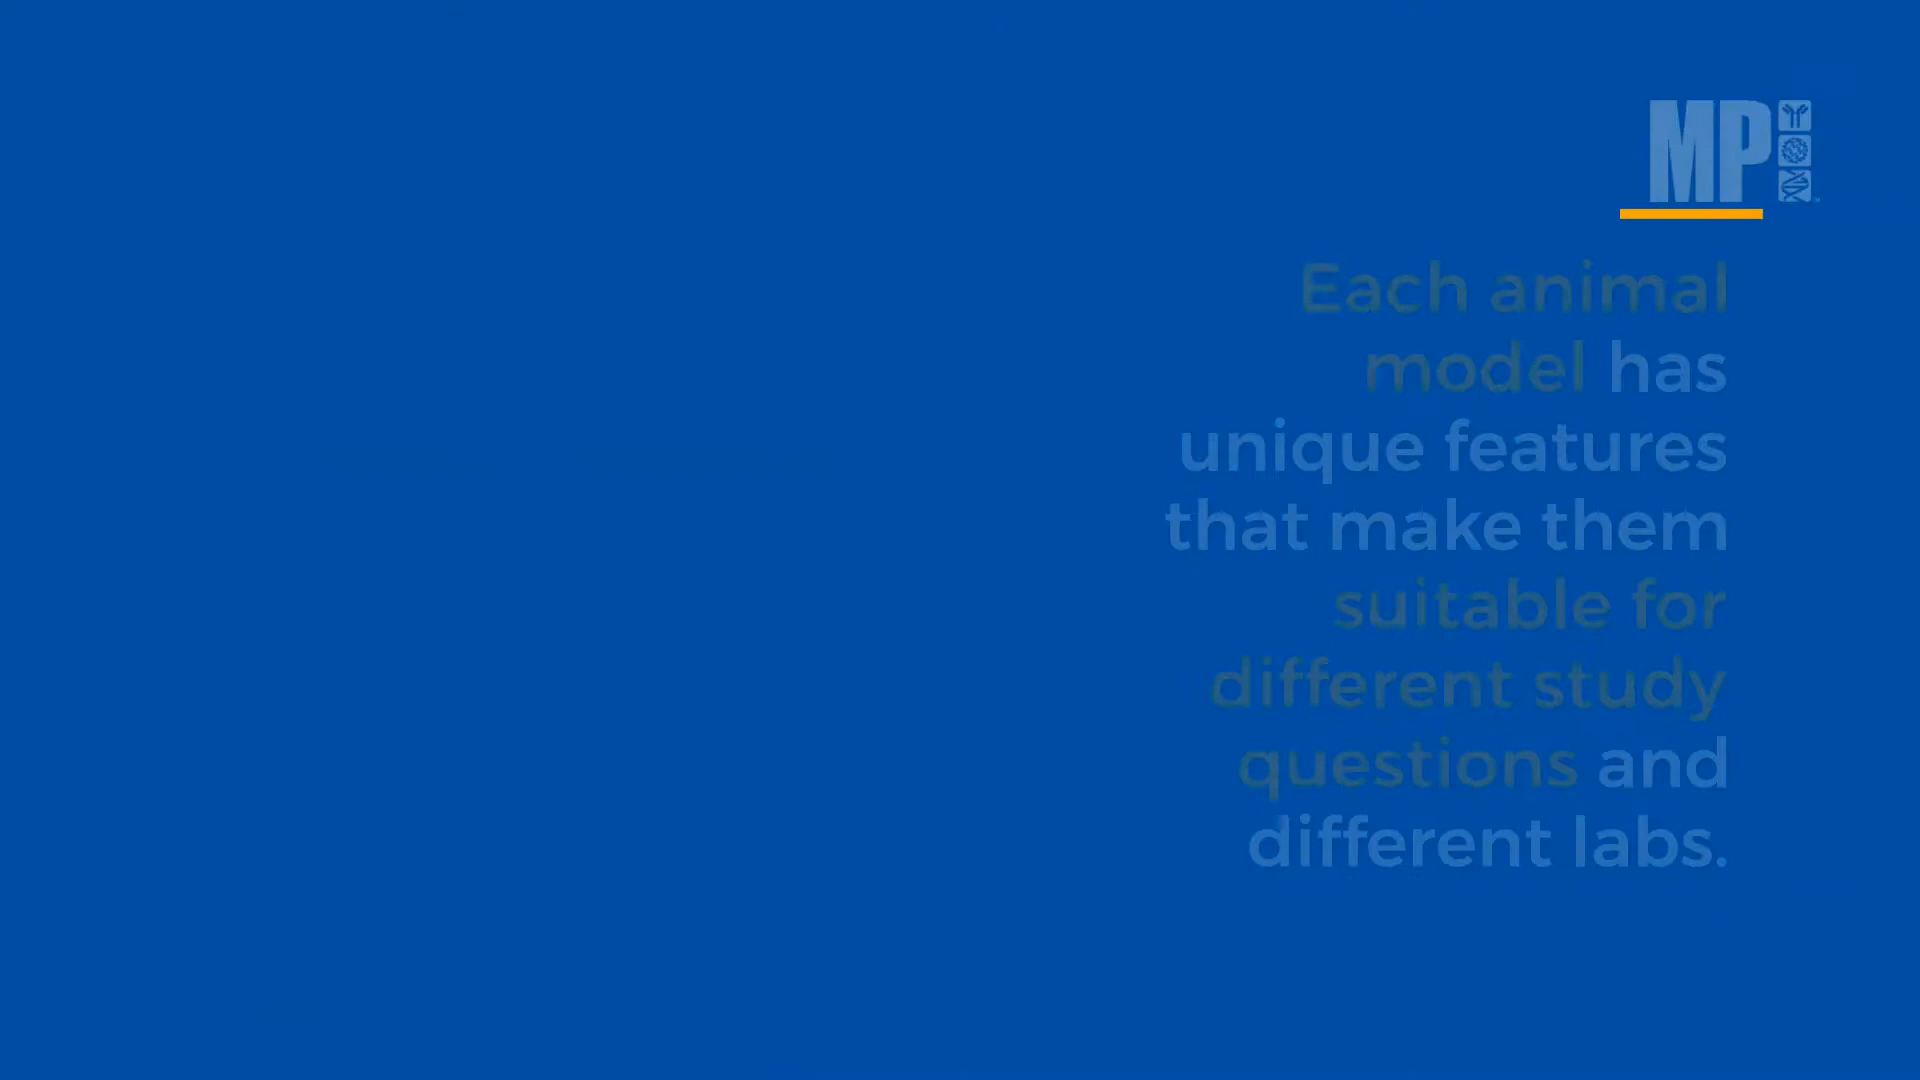 MP
Each animal
model has
unique features
that make them
suitable for
different study
questions and
different labs.